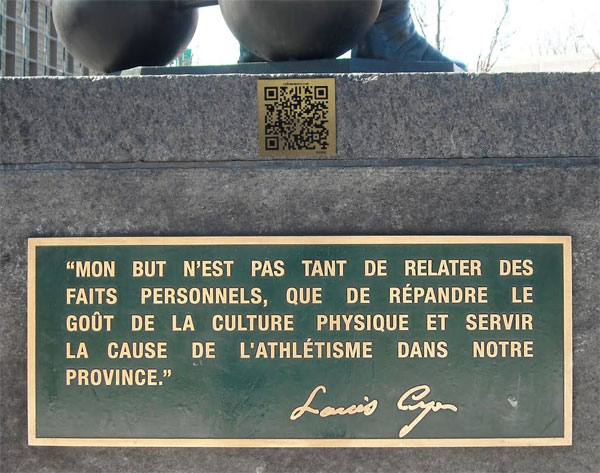 “MON BUT N’EST PAS TANT DE RELATER DES
FAITS PERSONNELS, QUE DE RÉPANDRE LE
GOÛT DE LA CULTURE PHYSIQUE ET SERVIR
LA CAUSE DE L'ATHLÉTISME DANS NOTRE
PROVINCE.”
Louis Cyr